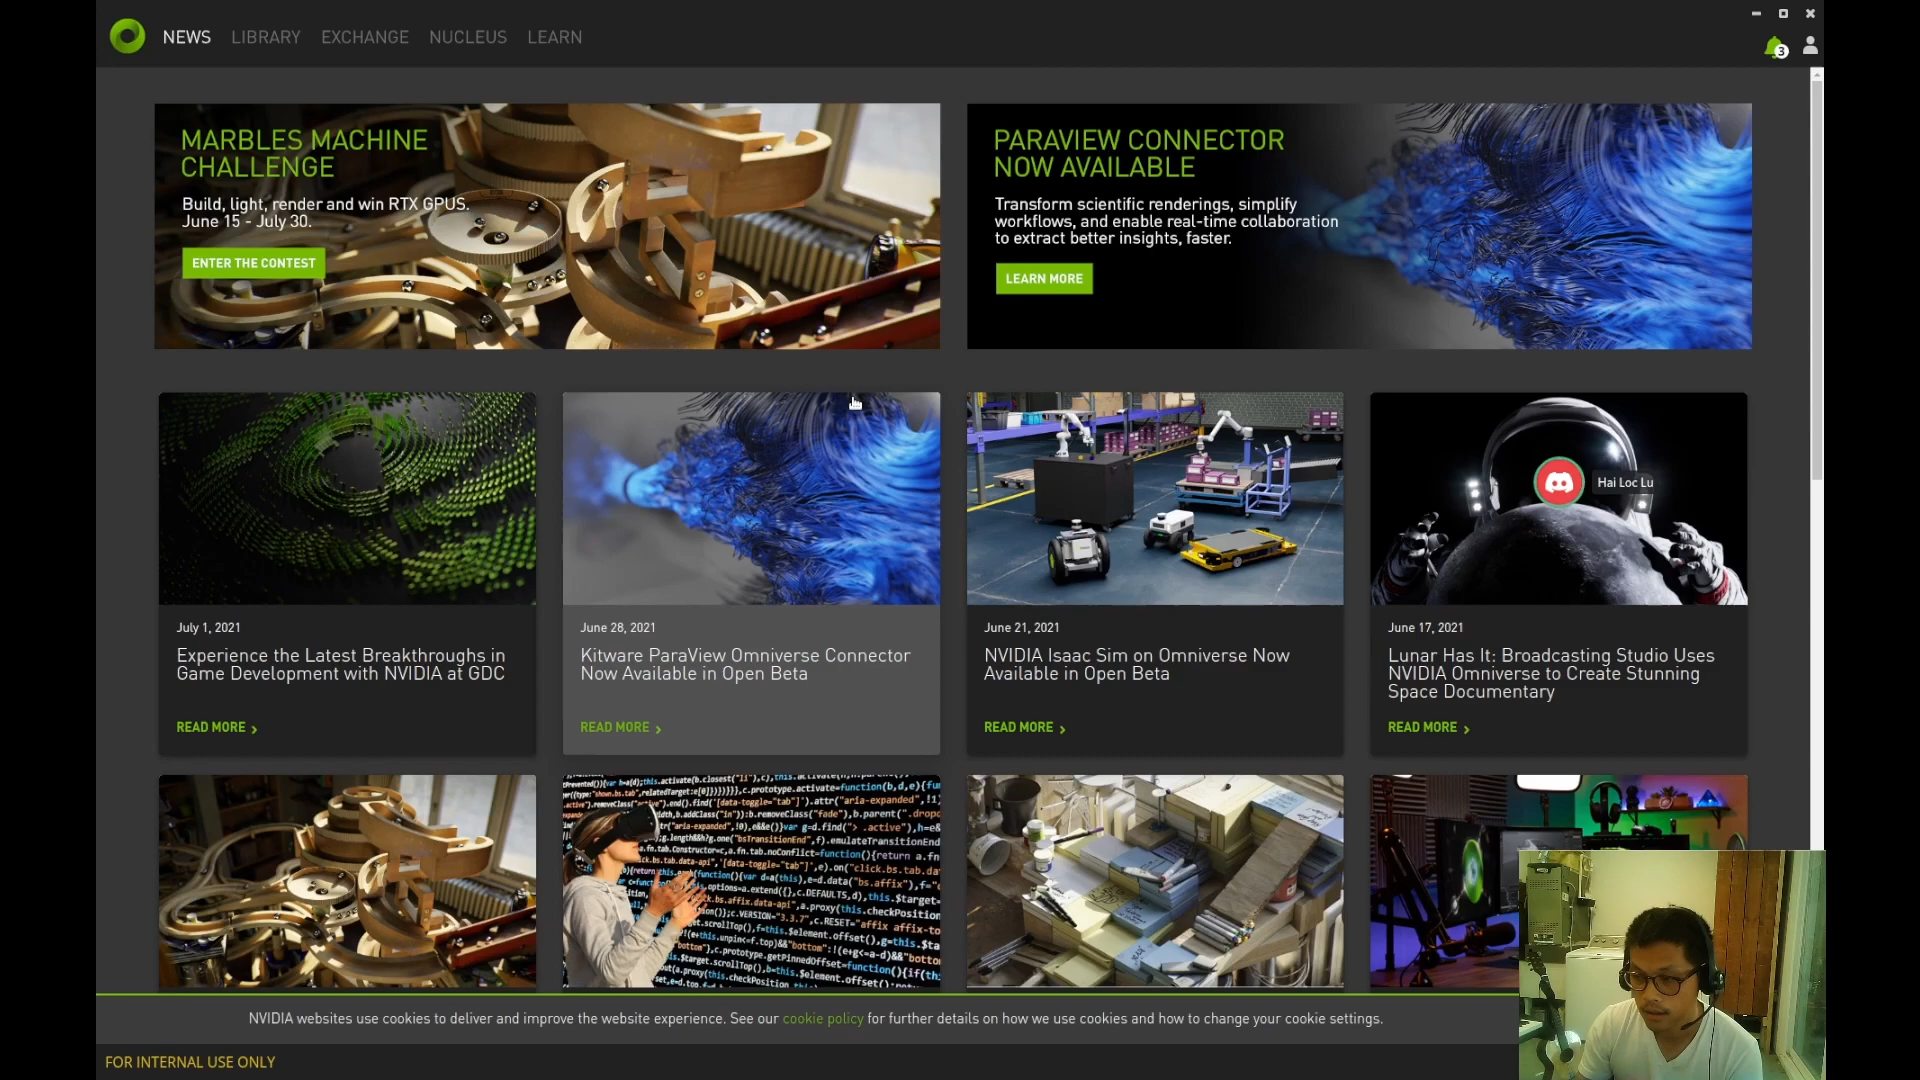 NEWS LIBRARY EXCHANGE NUCLEUS LEARN
3
MARBLES MACHINE
CHALLENGE
Build, light, render and win RTX GPUS.
June 15 - July 30.
ENTER THE CONTEST
PARAVIEW CONNECTOR
NOW AVAILABLE
Transform scientific renderings, simplify
workflows, and enable real-time collaboration
to extract better insights, faster.
LEARN MORE
July 1, 2021
Experience the Latest Breakthroughs in
Game Development with NVIDIA at GDC
READ MORE
June 28, 2021
Kitware ParaView Omniverse Connector
Now Available in Open Beta
READ MORE
June 21, 2021
NVIDIA Isaac Sim on Omniverse Now
Available in Open Beta
READ MORE
Hai Loc Lu
June 17, 2021
Lunar Has It: Broadcasting Studio Uses
NVIDIA Omniverse to Create Stunning
Space Documentary
READ MORE
NVIDIA websites use cookies to deliver and improve the website experience. See our cookie policy for further details on how we use cookies and how to change your cookie settings.
FOR INTERNAL USE ONLY